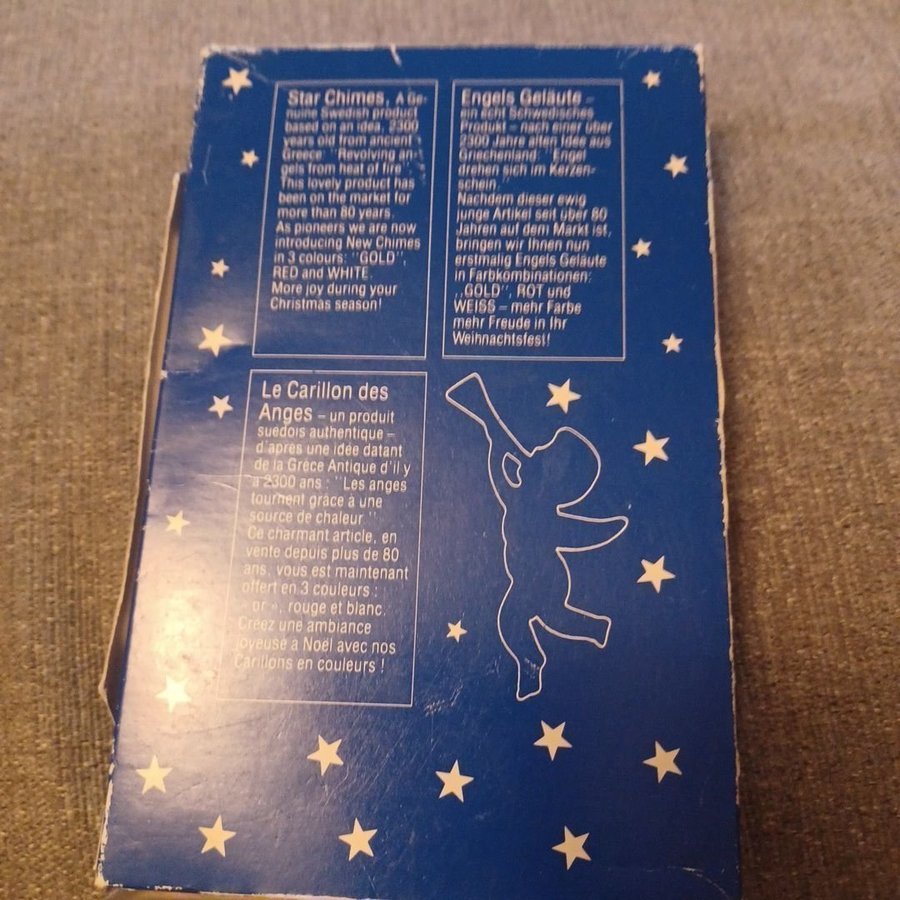 Star Chimes, A Ge-
nuine Swedish product
based on an idea, 2300
years old from ancient
Greece. "Revolving an-
gels from heat of fire".
This lovely product has
been on the market for
more than 80 years.
As pioneers we are now
introducing New Chimes
in 3 colours: "GOLD",
RED and WHITE.
More joy during your
Christmas season!
Engels Geläute –
ein echt Schwedisches
Produkt – nach einer über
2300 Jahre alten Idee aus
Griechenland. "Engel
drehen sich im Kerzen-
schein."
Nachdem dieser ewig
junge Artikel seit über 80
Jahren auf dem Markt ist,
bringen wir Ihnen nun
erstmalig Engels Geläute
in Farbkombinationen:
,,GOLD", ROT und
WEISS – mehr Farbe
mehr Freude in Ihr
Weihnachtsfest!
Le Carillon des
Anges – un produit
suédois authentique –
d'après une idée datant
de la Grèce Antique d'il y
a 2300 ans : "Les anges
tournent grâce à une
source de chaleur."
Ce charmant article, en
vente depuis plus de 80
ans, vous est maintenant
offert en 3 couleurs :
« or », rouge et blanc.
Créez une ambiance
joyeuse à Noël avec nos
Carillons en couleurs !